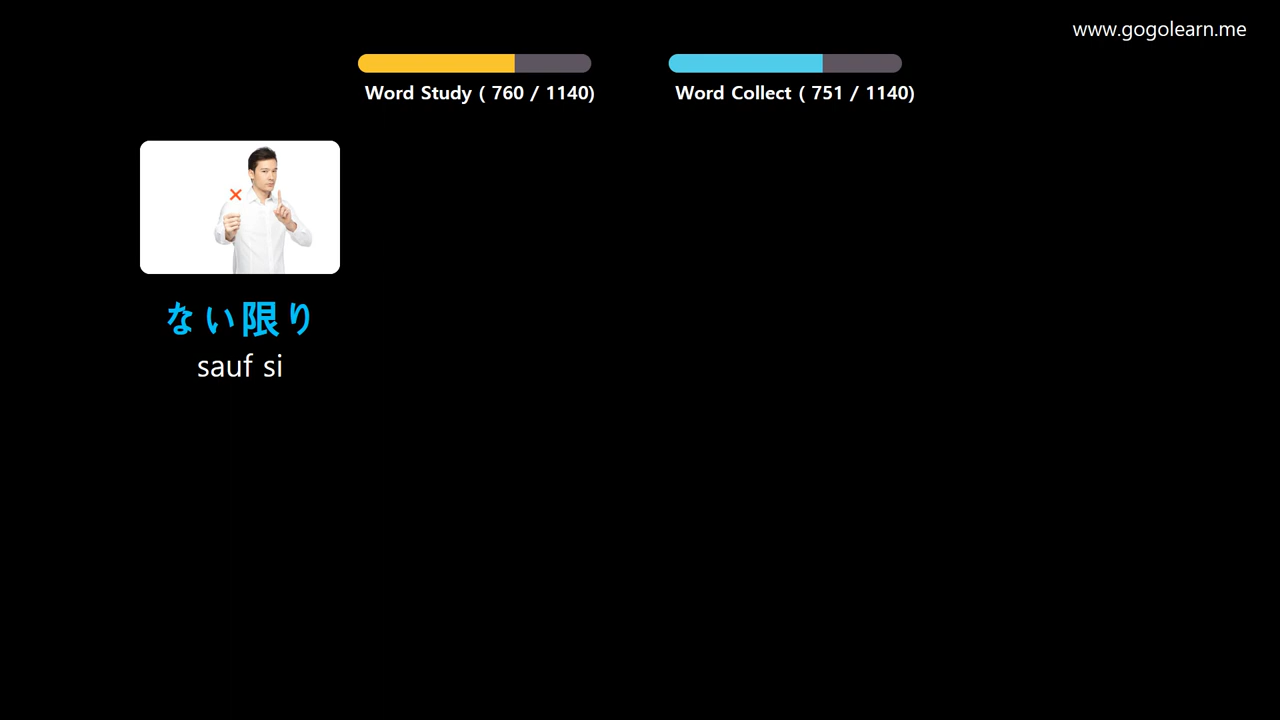 www.gogolearn.me
Word Study ( 760 / 1140)
Word Collect ( 751 / 1140)
ない限り
sauf si